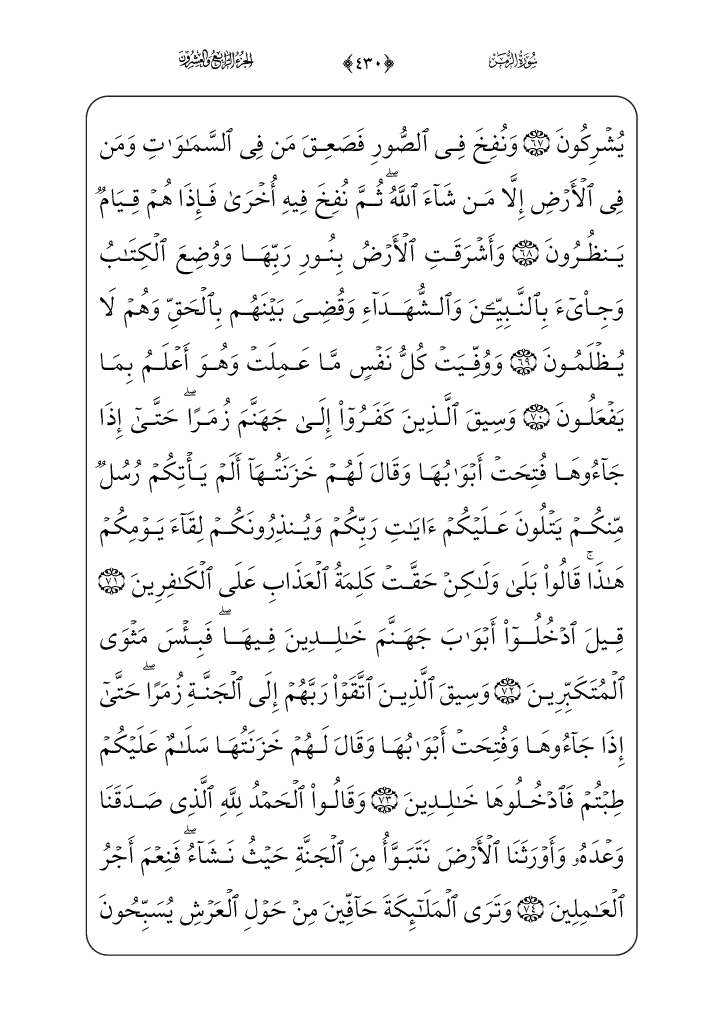 سُورَةُ الزُّمَرِ ﴿٤٣٠﴾ الجُزْءُ الرَّابِعُ وَالعِشْرُونَ
يُشْرِكُونَ ٦٧ وَنُفِخَ فِى ٱلصُّورِ فَصَعِقَ مَن فِى ٱلسَّمَـٰوَٰتِ وَمَن
فِى ٱلْأَرْضِ إِلَّا مَن شَآءَ ٱللَّهُ ۖ ثُمَّ نُفِخَ فِيهِ أُخْرَىٰ فَإِذَا هُمْ قِيَامٌ
يَنظُرُونَ ٦٨ وَأَشْرَقَتِ ٱلْأَرْضُ بِنُورِ رَبِّهَا وَوُضِعَ ٱلْكِتَـٰبُ
وَجِا۟ىٓءَ بِٱلنَّبِيِّـۧنَ وَٱلشُّهَدَآءِ وَقُضِىَ بَيْنَهُم بِٱلْحَقِّ وَهُمْ لَا
يُظْلَمُونَ ٦٩ وَوُفِّيَتْ كُلُّ نَفْسٍ مَّا عَمِلَتْ وَهُوَ أَعْلَمُ بِمَا
يَفْعَلُونَ ٧٠ وَسِيقَ ٱلَّذِينَ كَفَرُوٓا۟ إِلَىٰ جَهَنَّمَ زُمَرًا ۖ حَتَّىٰٓ إِذَا
جَآءُوهَا فُتِحَتْ أَبْوَٰبُهَا وَقَالَ لَهُمْ خَزَنَتُهَآ أَلَمْ يَأْتِكُمْ رُسُلٌ
مِّنكُمْ يَتْلُونَ عَلَيْكُمْ ءَايَـٰتِ رَبِّكُمْ وَيُنذِرُونَكُمْ لِقَآءَ يَوْمِكُمْ
هَـٰذَا ۚ قَالُوا۟ بَلَىٰ وَلَـٰكِنْ حَقَّتْ كَلِمَةُ ٱلْعَذَابِ عَلَى ٱلْكَـٰفِرِينَ ٧١
قِيلَ ٱدْخُلُوٓا۟ أَبْوَٰبَ جَهَنَّمَ خَـٰلِدِينَ فِيهَا ۖ فَبِئْسَ مَثْوَى
ٱلْمُتَكَبِّرِينَ ٧٢ وَسِيقَ ٱلَّذِينَ ٱتَّقَوْا۟ رَبَّهُمْ إِلَى ٱلْجَنَّةِ زُمَرًا ۖ حَتَّىٰٓ
إِذَا جَآءُوهَا وَفُتِحَتْ أَبْوَٰبُهَا وَقَالَ لَهُمْ خَزَنَتُهَا سَلَـٰمٌ عَلَيْكُمْ
طِبْتُمْ فَٱدْخُلُوهَا خَـٰلِدِينَ ٧٣ وَقَالُوا۟ ٱلْحَمْدُ لِلَّهِ ٱلَّذِى صَدَقَنَا
وَعْدَهُۥ وَأَوْرَثَنَا ٱلْأَرْضَ نَتَبَوَّأُ مِنَ ٱلْجَنَّةِ حَيْثُ نَشَآءُ ۖ فَنِعْمَ أَجْرُ
ٱلْعَـٰمِلِينَ ٧٤ وَتَرَى ٱلْمَلَـٰٓئِكَةَ حَآفِّينَ مِنْ حَوْلِ ٱلْعَرْشِ يُسَبِّحُونَ